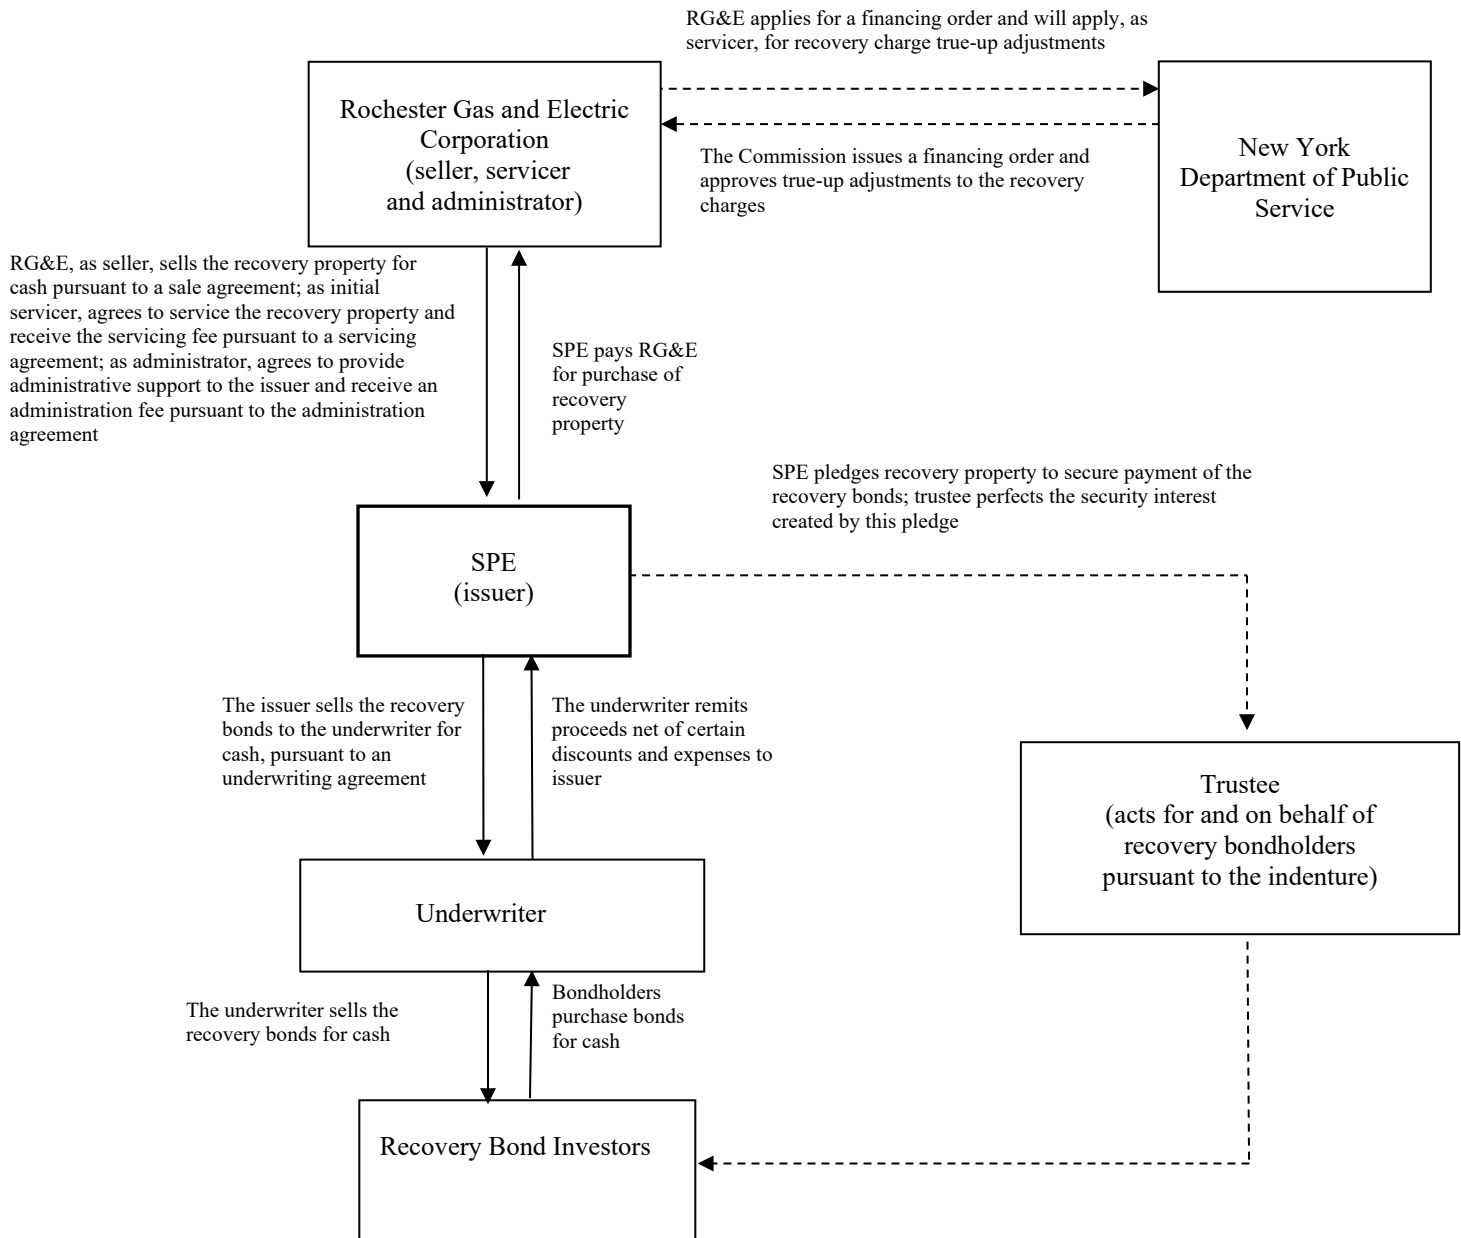 RG&E applies for a financing order and will apply, as
servicer, for recovery charge true-up adjustments
Rochester Gas and Electric
Corporation
(seller, servicer
and administrator)
New York
Department of Public
Service
The Commission issues a financing order and
approves true-up adjustments to the recovery
charges
RG&E, as seller, sells the recovery property for
cash pursuant to a sale agreement; as initial
servicer, agrees to service the recovery property and
receive the servicing fee pursuant to a servicing
agreement; as administrator, agrees to provide
administrative support to the issuer and receive an
administration fee pursuant to the administration
agreement
SPE pays RG&E
for purchase of
recovery
property
SPE pledges recovery property to secure payment of the
recovery bonds; trustee perfects the security interest
created by this pledge
SPE
(issuer)
The issuer sells the recovery
bonds to the underwriter for
cash, pursuant to an
underwriting agreement
The underwriter remits
proceeds net of certain
discounts and expenses to
issuer
Trustee
(acts for and on behalf of
recovery bondholders
pursuant to the indenture)
Underwriter
The underwriter sells the
recovery bonds for cash
Bondholders
purchase bonds
for cash
Recovery Bond Investors